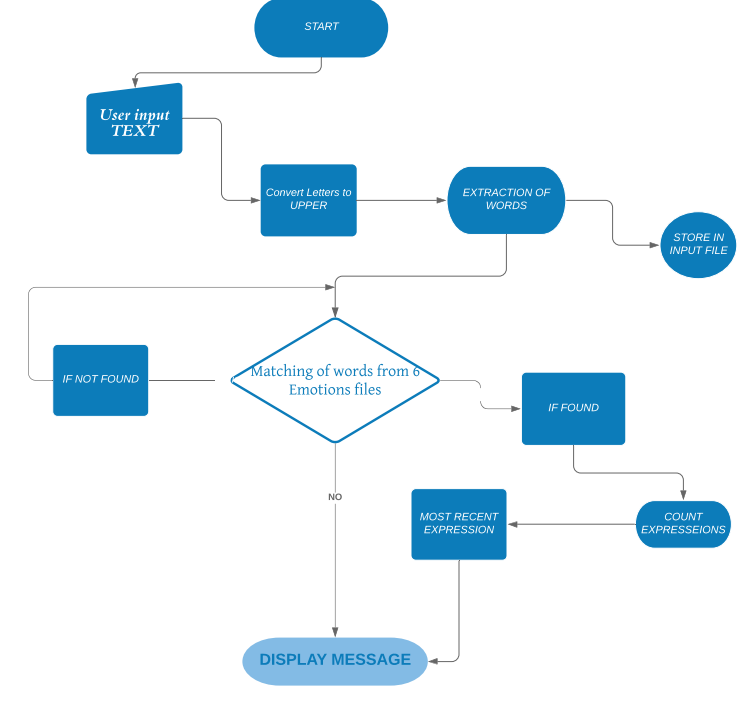 START
User input
TEXT
Convert Letters to
UPPER
EXTRACTION OF
WORDS
STORE IN
INPUT FILE
Matching of words from 6
Emotions files
IF NOT FOUND
IF FOUND
NO
MOST RECENT
EXPRESSION
COUNT
EXPRESSEIONS
DISPLAY MESSAGE